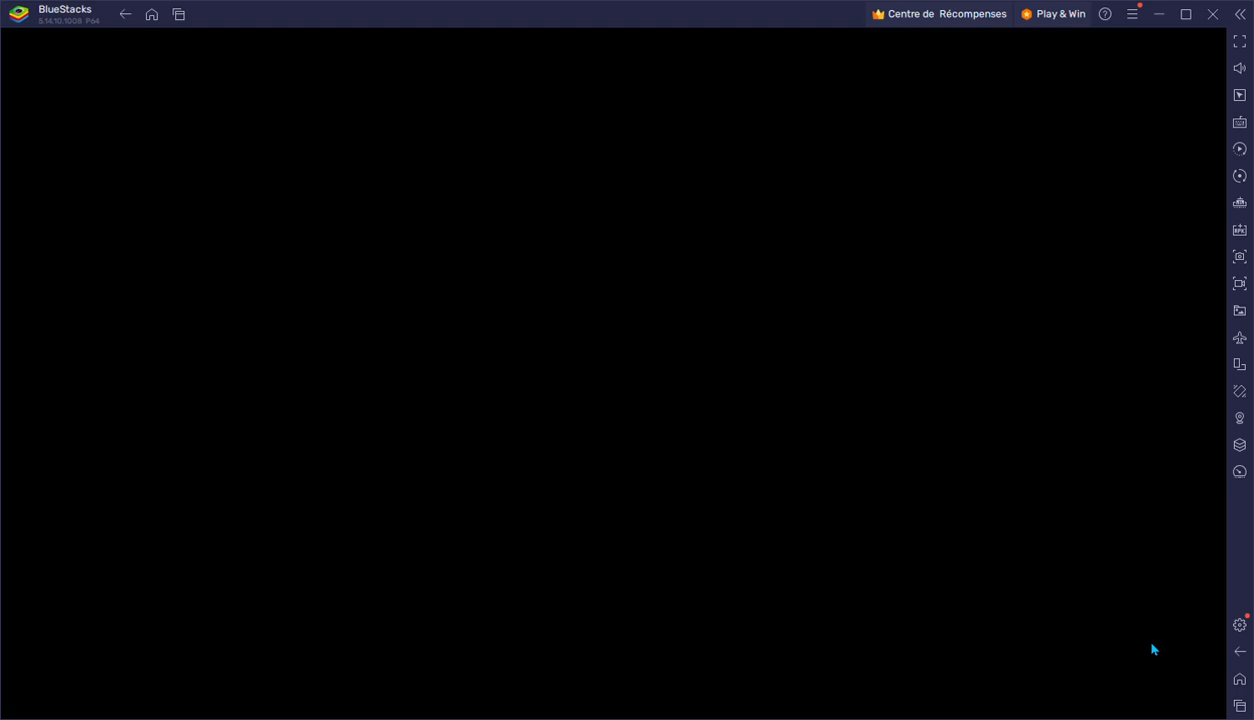 BlueStacks
5.14.10.1008 P64
Centre de Récompenses
Play & Win